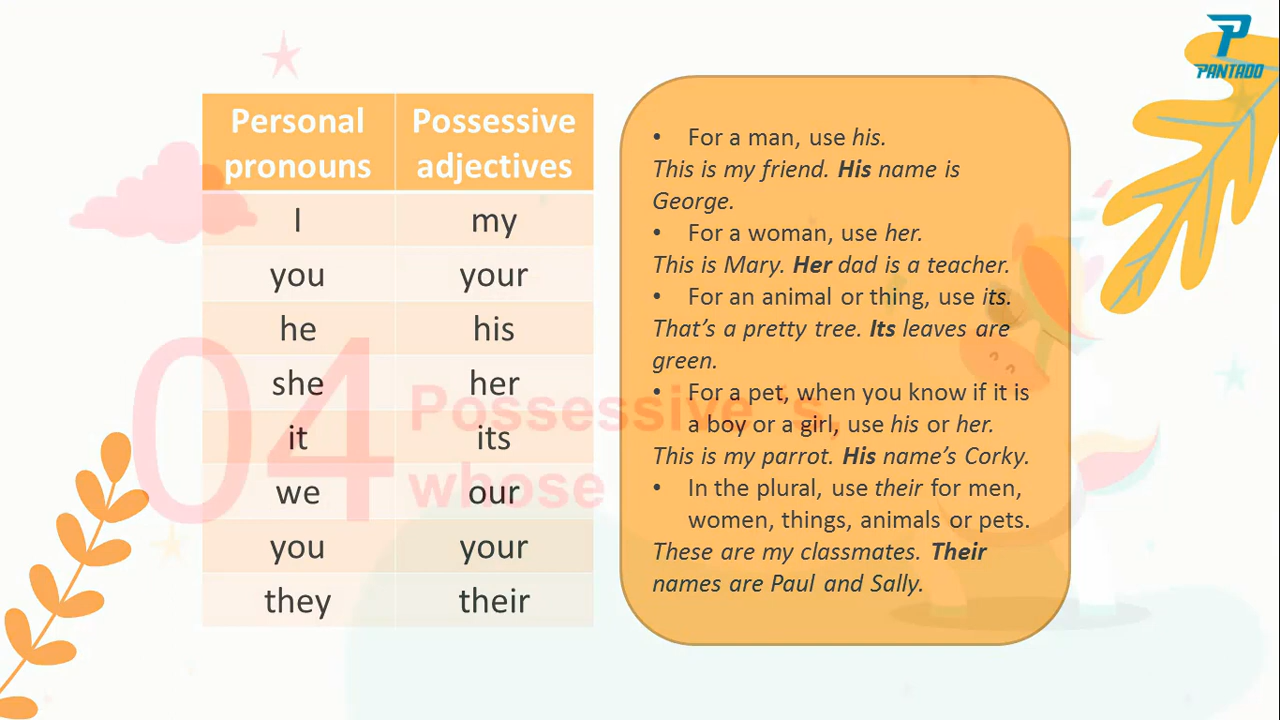 PANTADO
Personal pronouns
Possessive adjectives
I my
you your
he his
she her
it its
we our
you your
they their
• For a man, use his.
This is my friend. His name is
George.
• For a woman, use her.
This is Mary. Her dad is a teacher.
• For an animal or thing, use its.
That's a pretty tree. Its leaves are
green.
• For a pet, when you know if it is
a boy or a girl, use his or her.
This is my parrot. His name's Corky.
• In the plural, use their for men,
women, things, animals or pets.
These are my classmates. Their
names are Paul and Sally.
04
Possessive 's,
whose